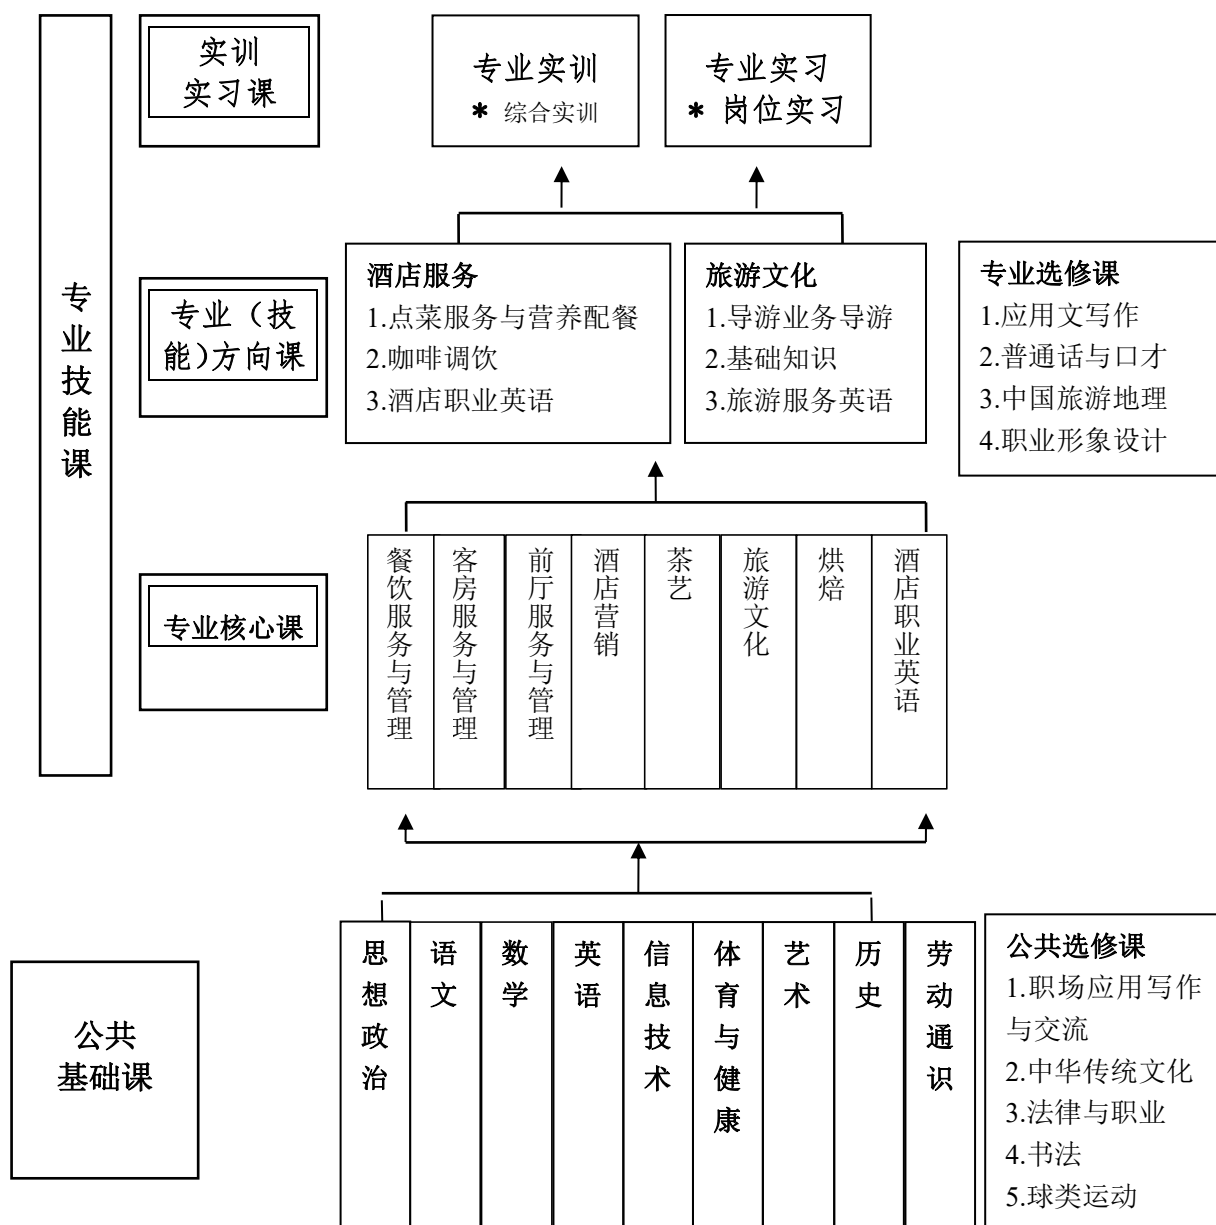 专业技能课
实训
实习课
专业实训
* 综合实训
专业实习
* 岗位实习
专业（技
能）方向课
酒店服务
1.点菜服务与营养配餐
2.咖啡调饮
3.酒店职业英语
旅游文化
1.导游业务导游
2.基础知识
3.旅游服务英语
专业选修课
1.应用文写作
2.普通话与口才
3.中国旅游地理
4.职业形象设计
专业核心课
餐饮服务与管理
客房服务与管理
前厅服务与管理
酒店营销
茶艺
旅游文化
烘焙
酒店职业英语
公共
基础课
思想政治
语文
数学
英语
信息技术
体育与健康
艺术
历史
劳动通识
公共选修课
1.职场应用写作
与交流
2.中华传统文化
3.法律与职业
4.书法
5.球类运动